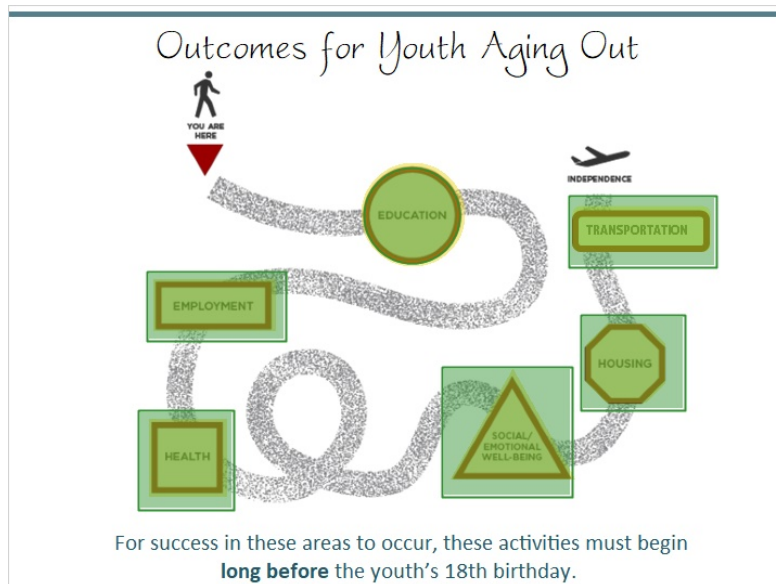 Outcomes for Youth Aging Out
YOU ARE
HERE
INDEPENDENCE
EDUCATION
TRANSPORTATION
EMPLOYMENT
HOUSING
SOCIAL/
EMOTIONAL
WELL-BEING
HEALTH
For success in these areas to occur, these activities must begin
long before the youth's 18th birthday.